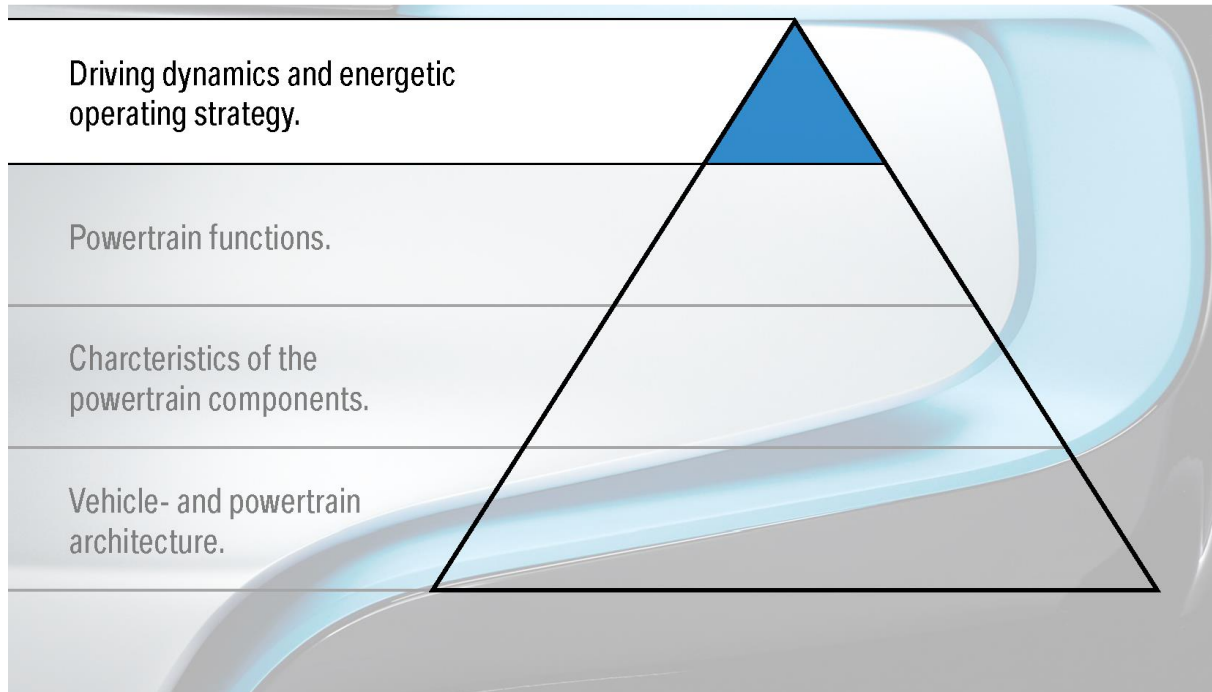 Driving dynamics and energetic
operating strategy.
Powertrain functions.
Charcteristics of the
powertrain components.
Vehicle- and powertrain
architecture.